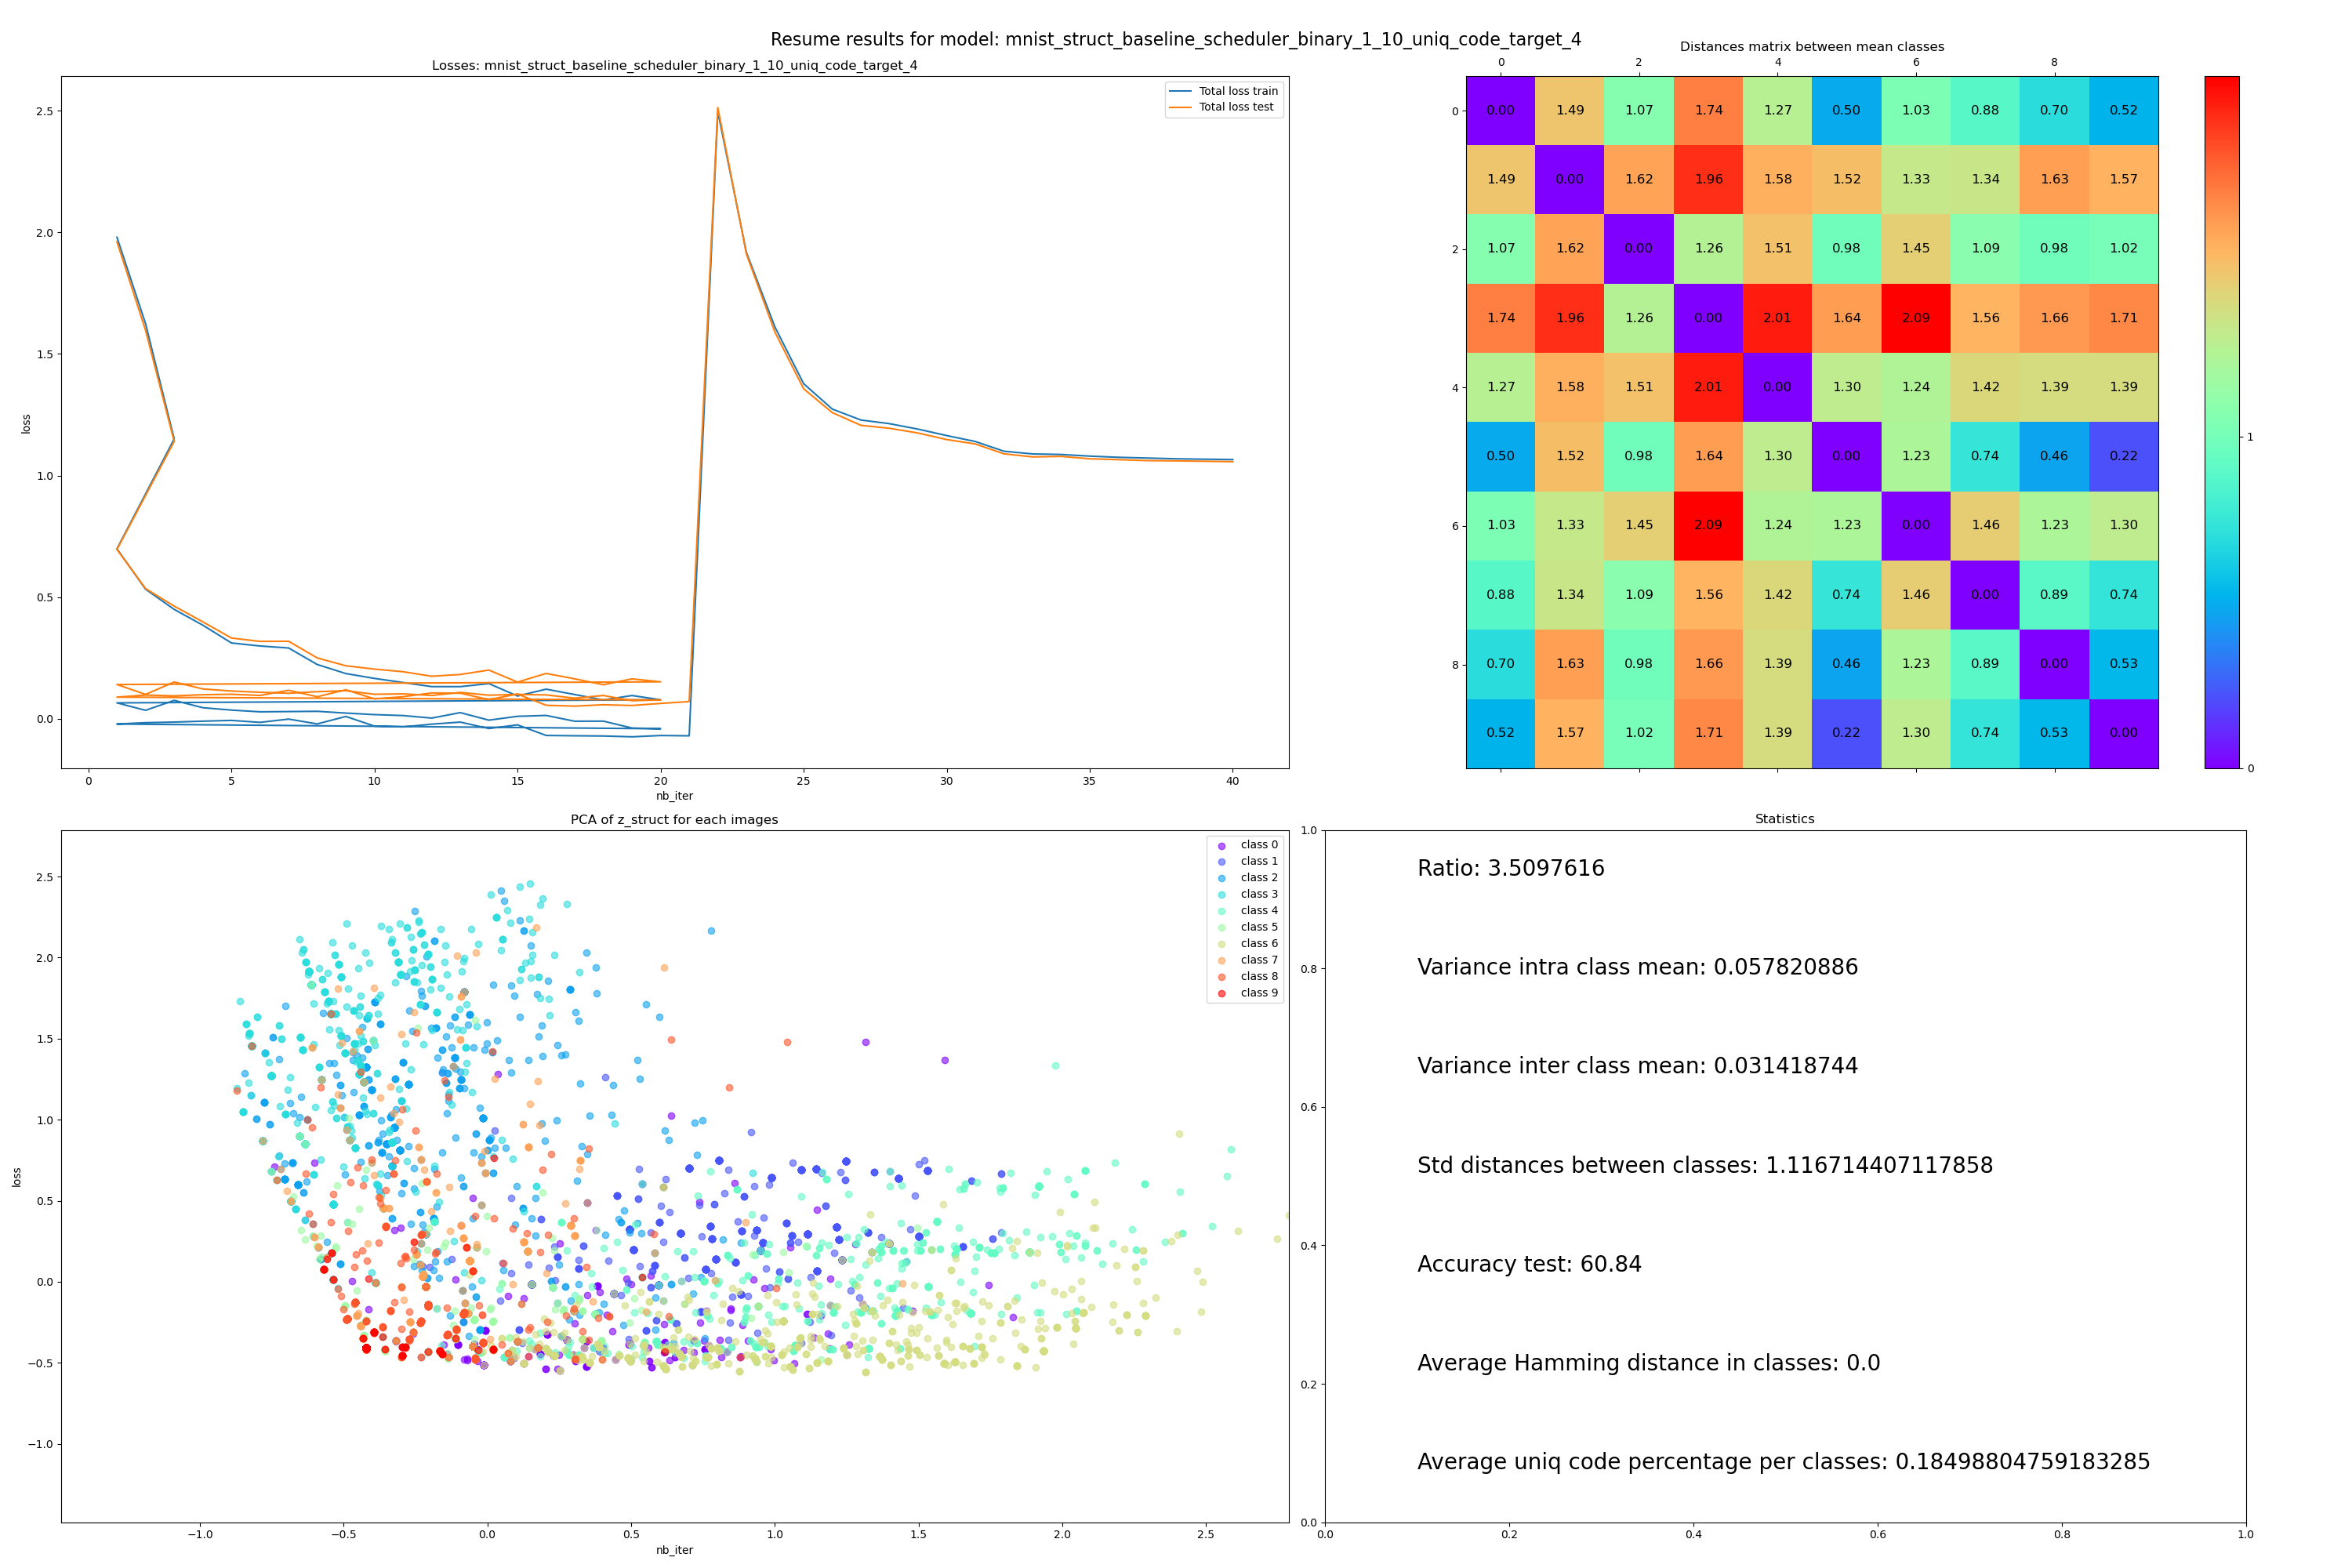 Resume results for model: mnist_struct_baseline_scheduler_binary_1_10_uniq_code_target_4
Losses: mnist_struct_baseline_scheduler_binary_1_10_uniq_code_target_4
Total loss train
Total loss test
2.5
2.0
1.5
1.0
0.5
0.0
loss
0 5 10 15 20 25 30 35 40
nb_iter
Distances matrix between mean classes
0 2 4 6 8
0 0.00 1.49 1.07 1.74 1.27 0.50 1.03 0.88 0.70 0.52
1.49 0.00 1.62 1.96 1.58 1.52 1.33 1.34 1.63 1.57
2 1.07 1.62 0.00 1.26 1.51 0.98 1.45 1.09 0.98 1.02
1.74 1.96 1.26 0.00 2.01 1.64 2.09 1.56 1.66 1.71
4 1.27 1.58 1.51 2.01 0.00 1.30 1.24 1.42 1.39 1.39
0.50 1.52 0.98 1.64 1.30 0.00 1.23 0.74 0.46 0.22
6 1.03 1.33 1.45 2.09 1.24 1.23 0.00 1.46 1.23 1.30
0.88 1.34 1.09 1.56 1.42 0.74 1.46 0.00 0.89 0.74
8 0.70 1.63 0.98 1.66 1.39 0.46 1.23 0.89 0.00 0.53
0.52 1.57 1.02 1.71 1.39 0.22 1.30 0.74 0.53 0.00
1
0
PCA of z_struct for each images
class 0
class 1
class 2
class 3
class 4
class 5
class 6
class 7
class 8
class 9
2.5
2.0
1.5
1.0
0.5
0.0
−0.5
−1.0
loss
−1.0 −0.5 0.0 0.5 1.0 1.5 2.0 2.5
nb_iter
Statistics
1.0
0.8
0.6
0.4
0.2
0.0
Ratio: 3.5097616
Variance intra class mean: 0.057820886
Variance inter class mean: 0.031418744
Std distances between classes: 1.116714407117858
Accuracy test: 60.84
Average Hamming distance in classes: 0.0
Average uniq code percentage per classes: 0.18498804759183285
0.0 0.2 0.4 0.6 0.8 1.0